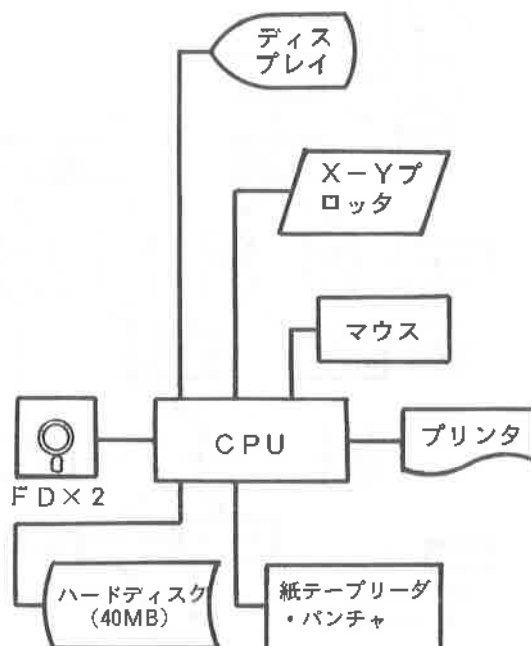 ディス
プレイ
X－Yプ
ロッタ
マウス
CPU
プリンタ
FD×2
ハードディスク
(40MB)
紙テープリーダ
・パンチャ